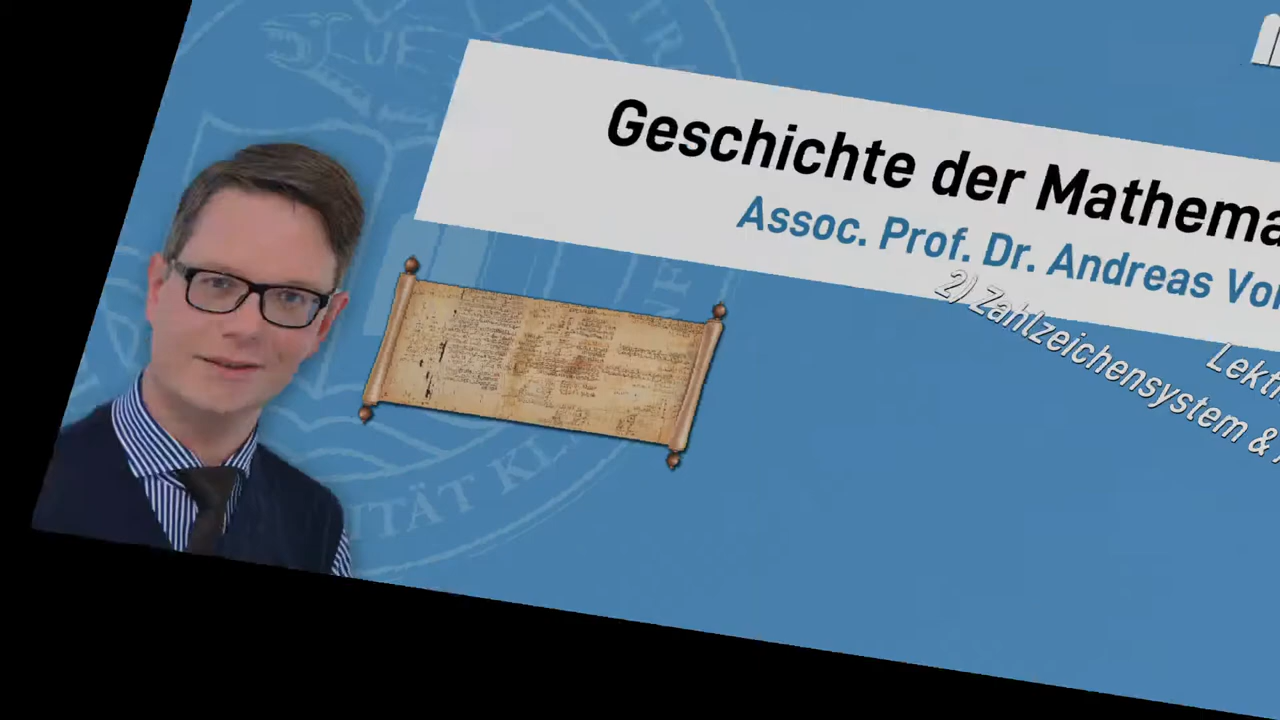 Geschichte der Mathema
Assoc. Prof. Dr. Andreas Vo
Lekt
2) Zahlzeichensystem &